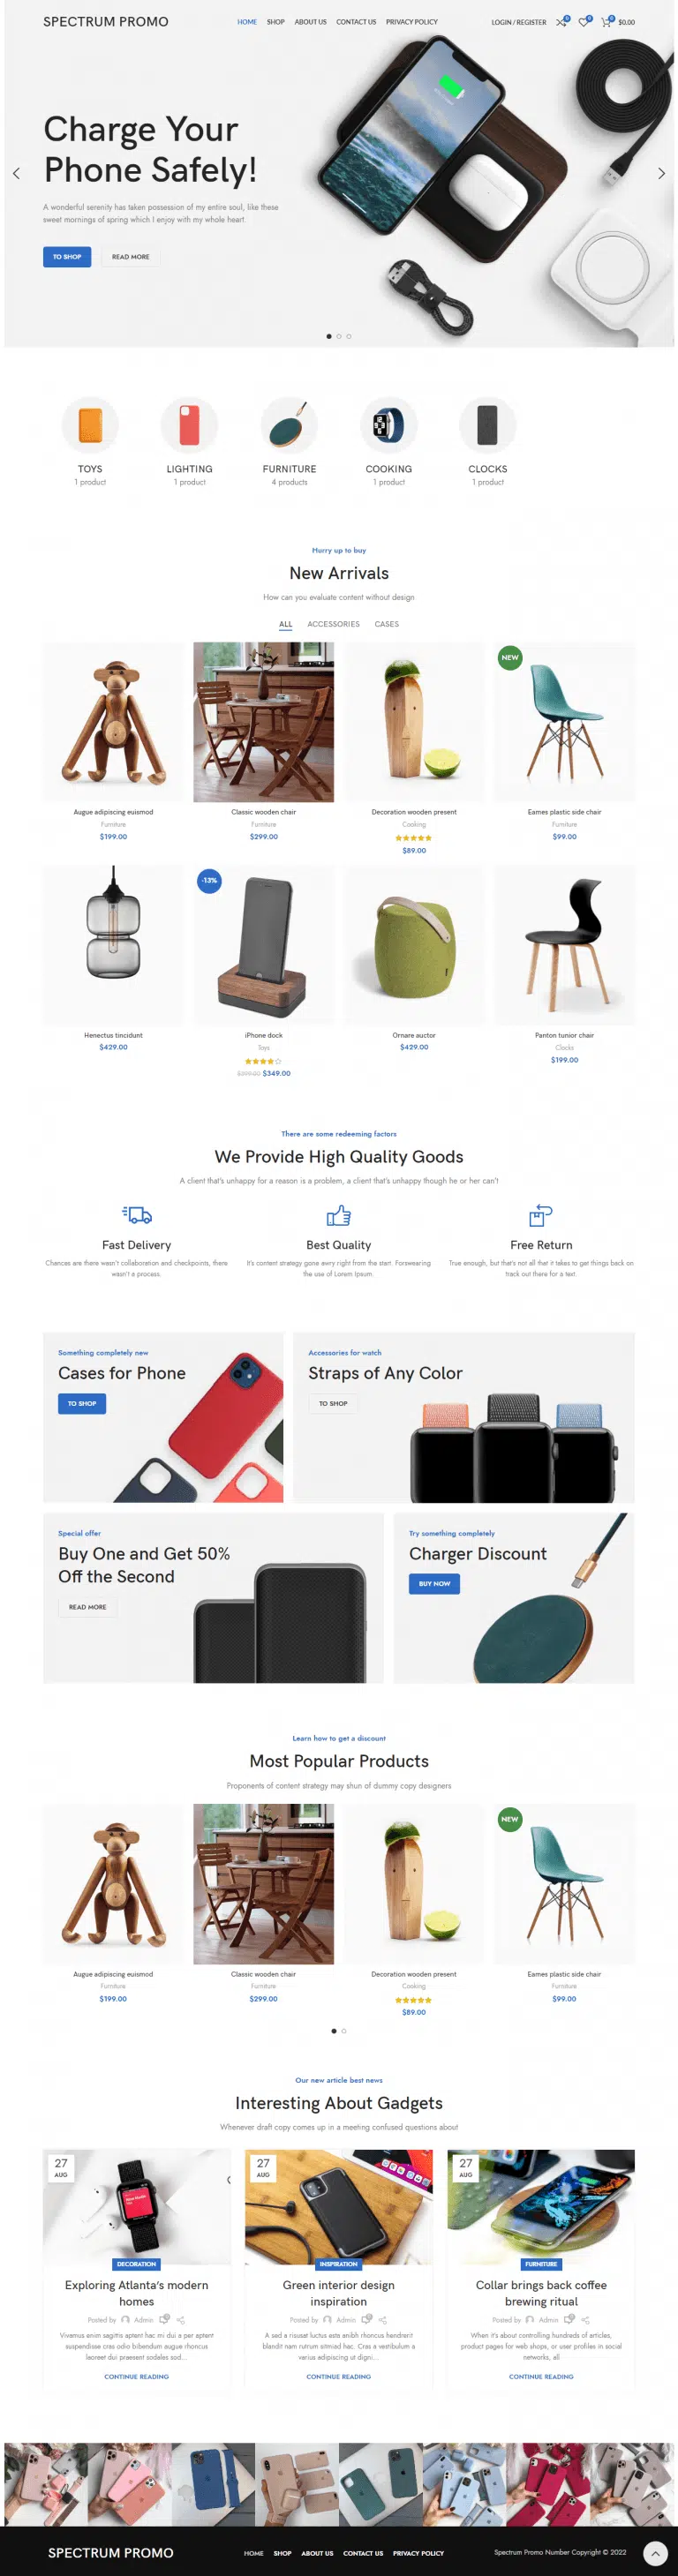 SPECTRUM PROMO
HOME SHOP ABOUT US CONTACT US PRIVACY POLICY
LOGIN / REGISTER 0 0 0 $0.00
Charge Your
Phone Safely!
A wonderful serenity has taken possession of my entire soul, like these
sweet mornings of spring which I enjoy with my whole heart.
TO SHOP READ MORE
TOYS
1 product
LIGHTING
1 product
FURNITURE
4 products
COOKING
1 product
CLOCKS
1 product
Hurry up to buy
New Arrivals
How can you evaluate content without design
ALL ACCESSORIES CASES
NEW
Augue adipiscing euismod
Furniture
$199.00
Classic wooden chair
Furniture
$299.00
Decoration wooden present
Cooking
$89.00
Eames plastic side chair
Furniture
$99.00
-13%
Henectus tincidunt
$429.00
iPhone dock
Toys
$349.00
Ornare auctor
$429.00
Panton tunior chair
Clocks
$199.00
There are some redeeming factors
We Provide High Quality Goods
A client that's unhappy for a reason is a problem, a client that's unhappy though he or her can't
Fast Delivery
Chances are there wasn't collaboration and checkpoints, there
wasn't a process.
Best Quality
It's content strategy gone awry right from the start. Forswearing
the use of Lorem Ipsum.
Free Return
True enough, but that's not all that it takes to get things back on
track out there for a text.
Something completely new
Cases for Phone
TO SHOP
Accessories for watch
Straps of Any Color
TO SHOP
Special offer
Buy One and Get 50%
Off the Second
READ MORE
Try something completely
Charger Discount
BUY NOW
Learn how to get a discount
Most Popular Products
Proponents of content strategy may shun of dummy copy designers
NEW
Augue adipiscing euismod
Furniture
$199.00
Classic wooden chair
Furniture
$299.00
Decoration wooden present
Cooking
$89.00
Eames plastic side chair
Furniture
$99.00
Our new article best news
Interesting About Gadgets
Whenever draft copy comes up in a meeting confused questions about
27
AUG
DECORATION
Exploring Atlanta's modern
homes
Posted by Admin
Vivamus enim sagittis aptent hac mi dui a per aptent
suspendisse cras odio bibendum augue rhoncus
laoreet dui praesent sodales sod...
CONTINUE READING
27
AUG
INSPIRATION
Green interior design
inspiration
Posted by Admin
A sed a risusat luctus esta anibh rhoncus hendrerit
blandit nam rutrum sitmiad hac. Cras a vestibulum a
varius adipiscing ut digni...
CONTINUE READING
27
AUG
FURNITURE
Collar brings back coffee
brewing ritual
Posted by Admin
When it's about controlling hundreds of articles,
product pages for web shops, or user profiles in social
networks, all
CONTINUE READING
SPECTRUM PROMO
HOME SHOP ABOUT US CONTACT US PRIVACY POLICY
Spectrum Promo Number Copyright © 2022